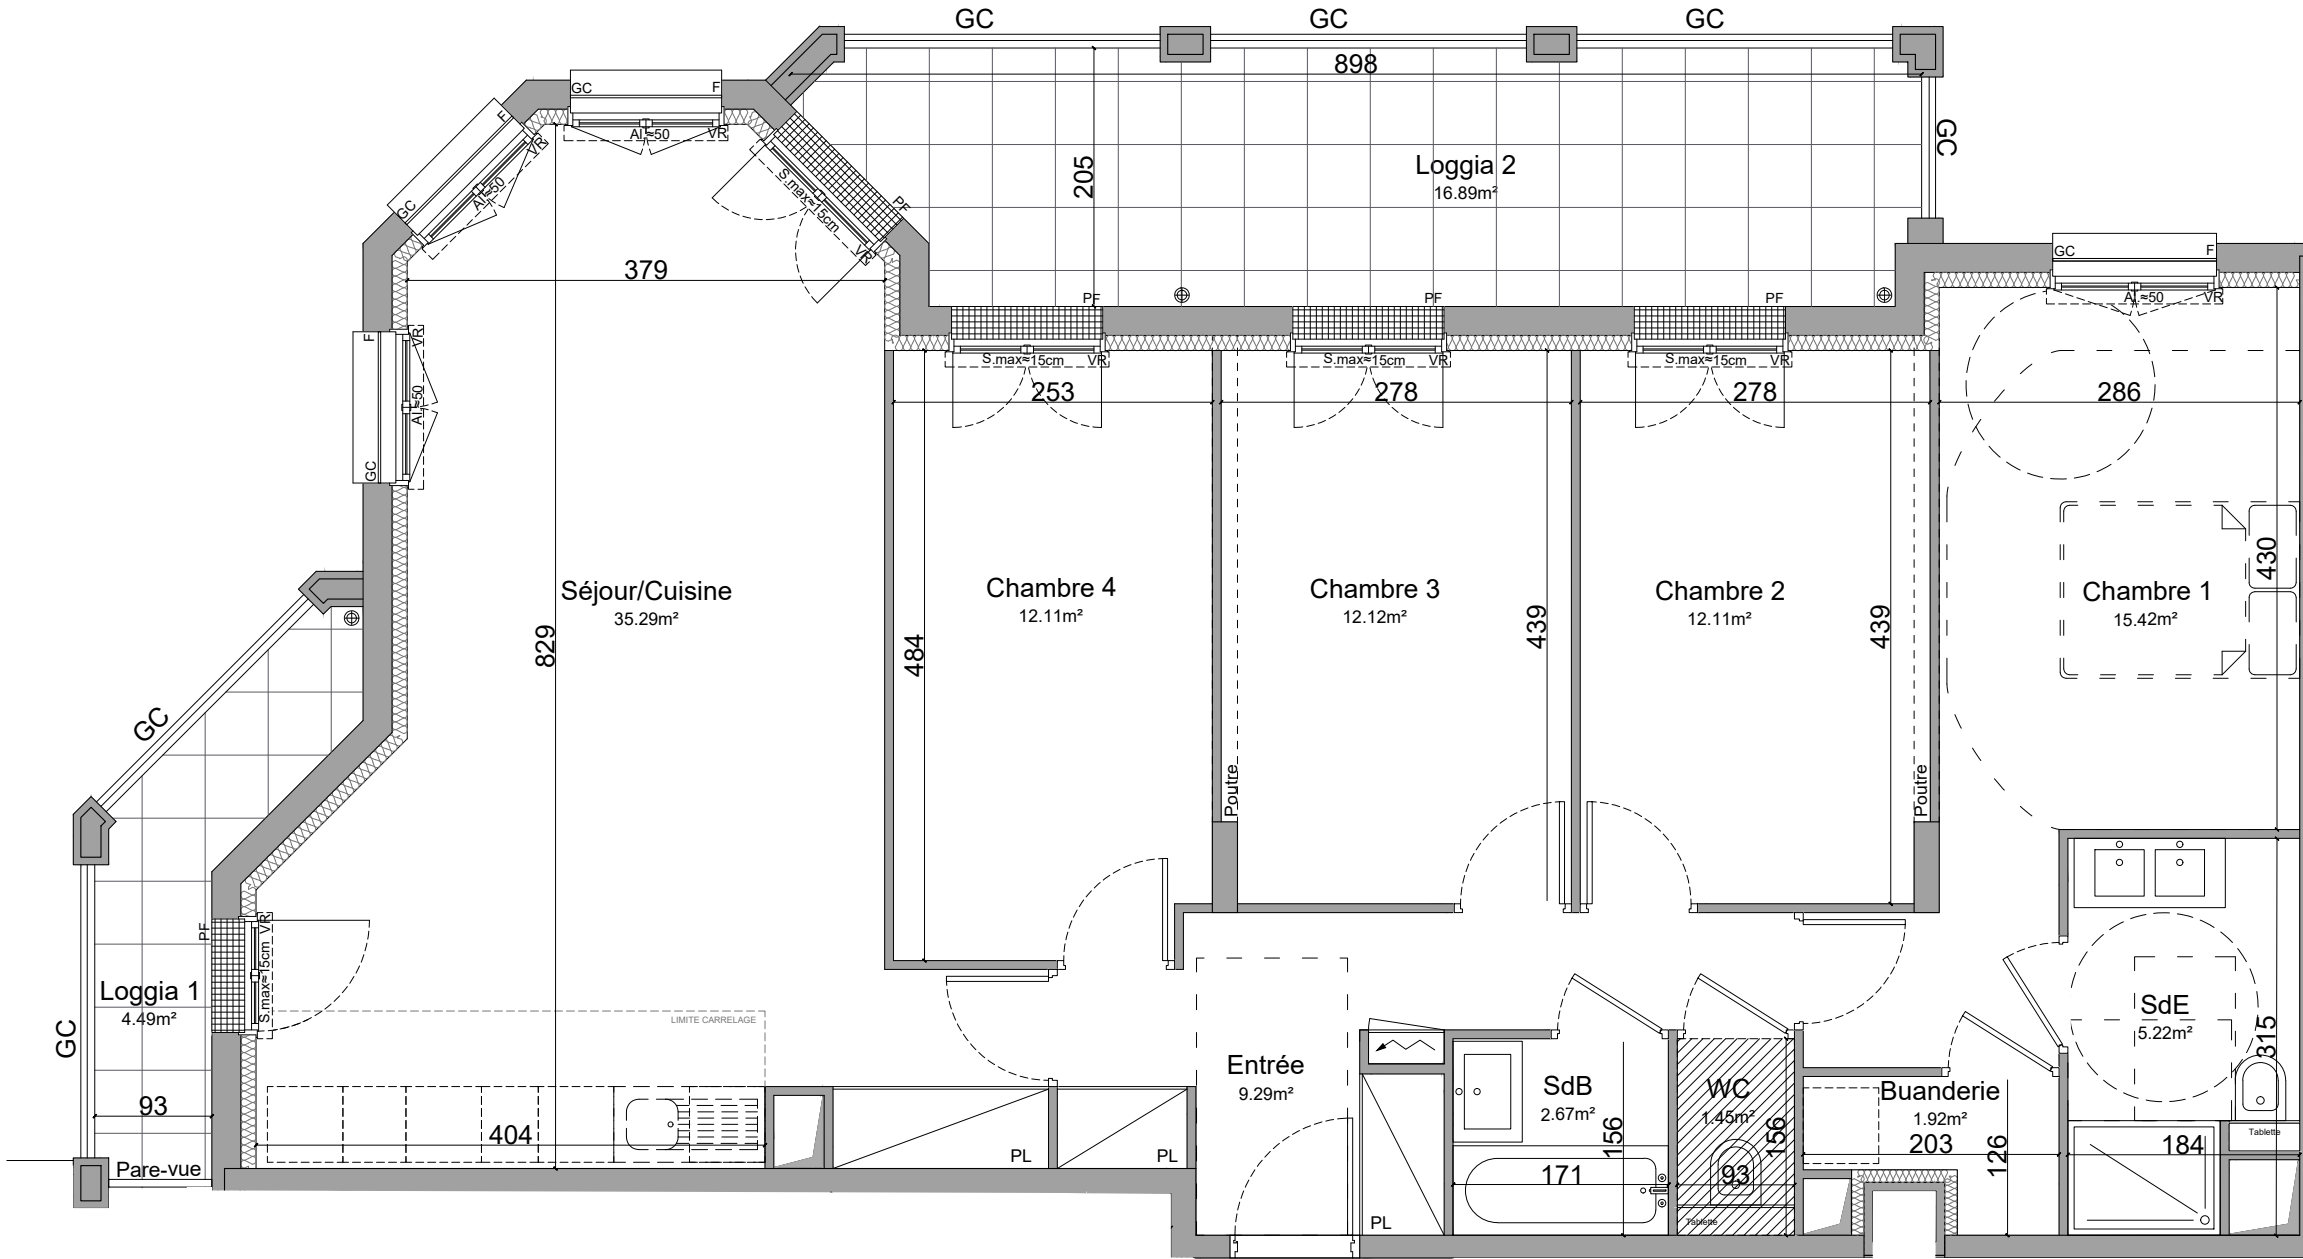 GC
GC
GC
898
GC
F
Al.≈50
VR
GC
F
Al.≈50
VR
205
Loggia 2
16.89m²
GC
S.max≈15cm
VR
PF
GC
F
Al.≈50
VR
379
PF
S.max≈15cm
VR
PF
S.max≈15cm
VR
PF
S.max≈15cm
VR
F
GC
VR
Al.≈50
253
278
278
286
Séjour/Cuisine
35.29m²
829
Chambre 4
12.11m²
484
Chambre 3
12.12m²
439
Chambre 2
12.11m²
439
Chambre 1
15.42m²
430
Poutre
Poutre
GC
GC
PF
S.max≈15cm VR
Loggia 1
4.49m²
93
Pare-vue
LIMITE CARRELAGE
404
PL
PL
Entrée
9.29m²
PL
SdB
2.67m²
156
171
WC
1.45m²
156
93
Tablette
Buanderie
1.92m²
203
126
SdE
5.22m²
315
184
Tablette